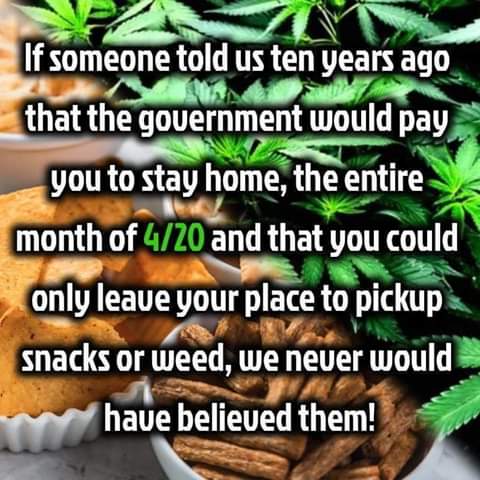 If someone told us ten years ago
that the government would pay
you to stay home, the entire
month of 4/20 and that you could
only leave your place to pickup
snacks or weed, we never would
have believed them!